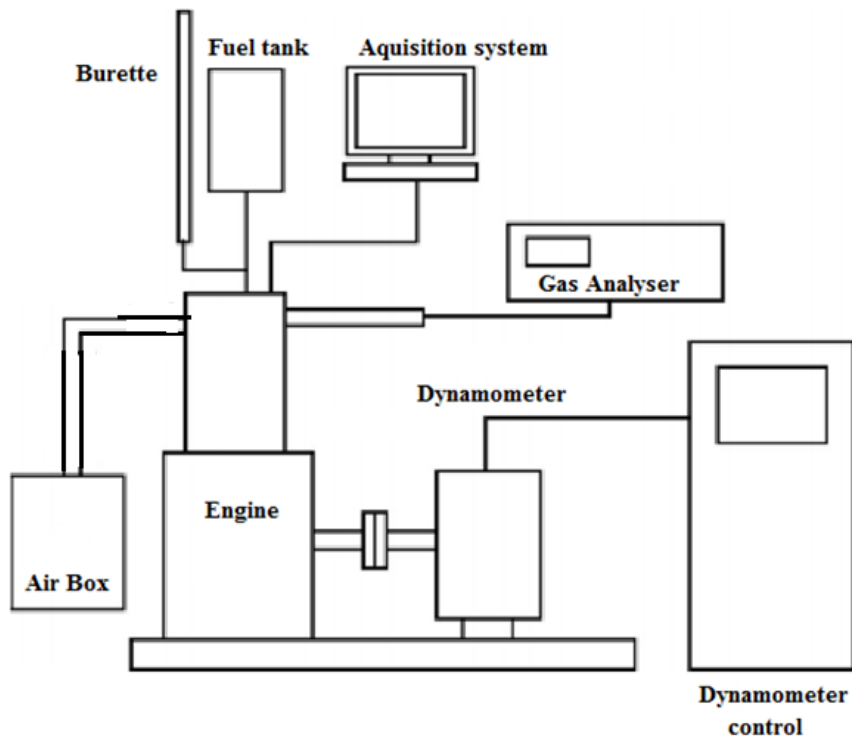 Fuel tank
Aquisition system
Burette
Gas Analyser
Dynamometer
Engine
Air Box
Dynamometer
control